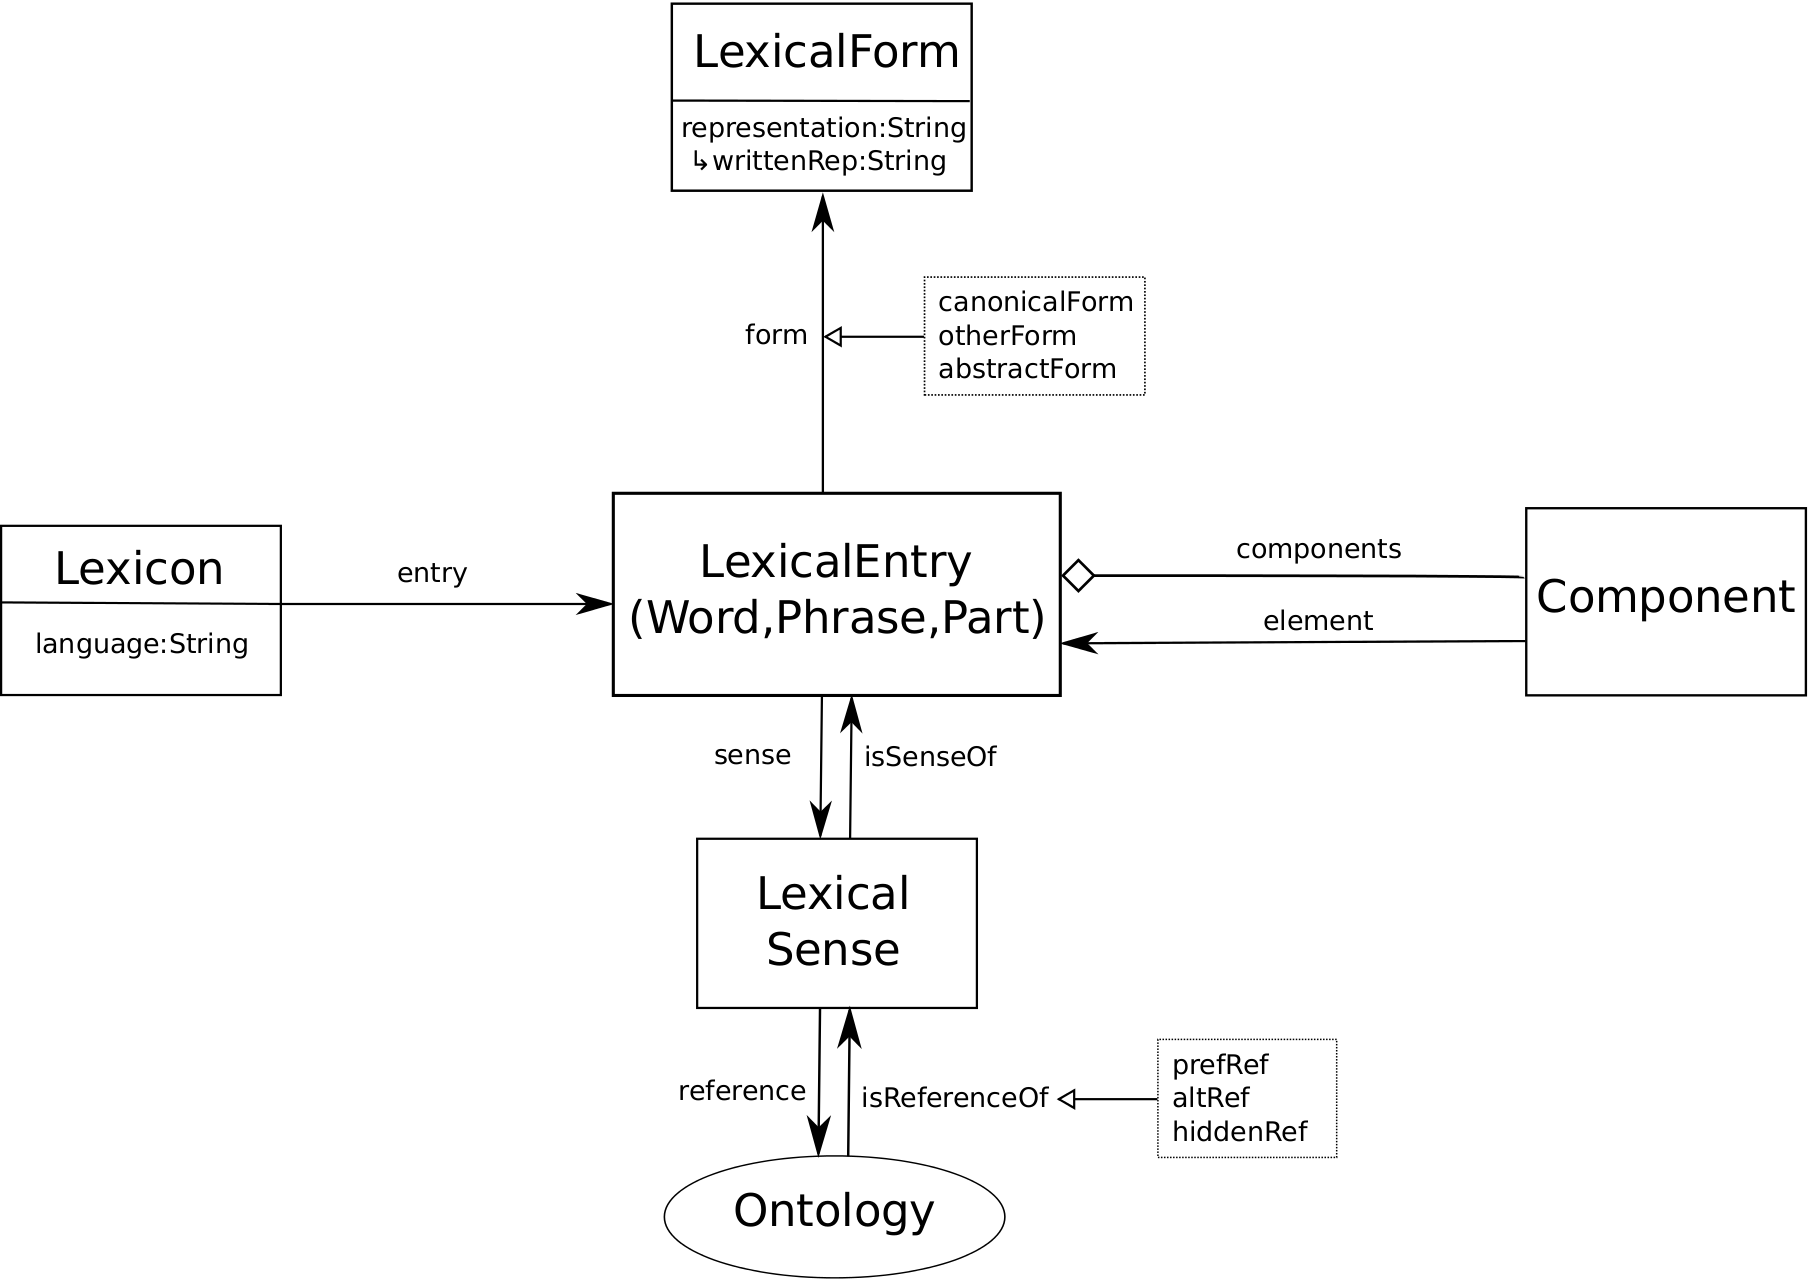 LexicalForm
representation:String
↳writtenRep:String
canonicalForm
form
otherForm
abstractForm
Lexicon
language:String
entry
LexicalEntry
(Word,Phrase,Part)
components
element
Component
sense
isSenseOf
Lexical
Sense
reference
isReferenceOf
prefRef
altRef
hiddenRef
Ontology